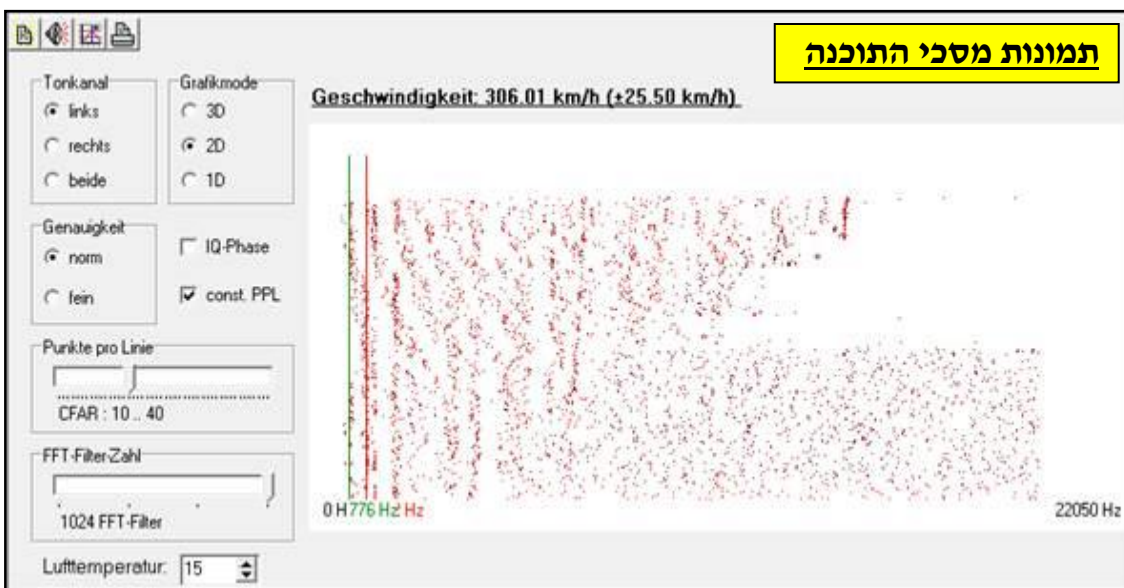 תמונות מסכי התוכנה
Tonkanal
links
rechts
beide
Grafikmode
3D
2D
1D
Geschwindigkeit: 306.01 km/h (±25.50 km/h)
Genauigkeit
norm
fein
IQ-Phase
const. PPL
Punkte pro Linie
CFAR : 10 .. 40
FFT-Filter-Zahl
1024 FFT-Filter
Lufttemperatur: 15
0 H 776 Hz Hz 22050 Hz